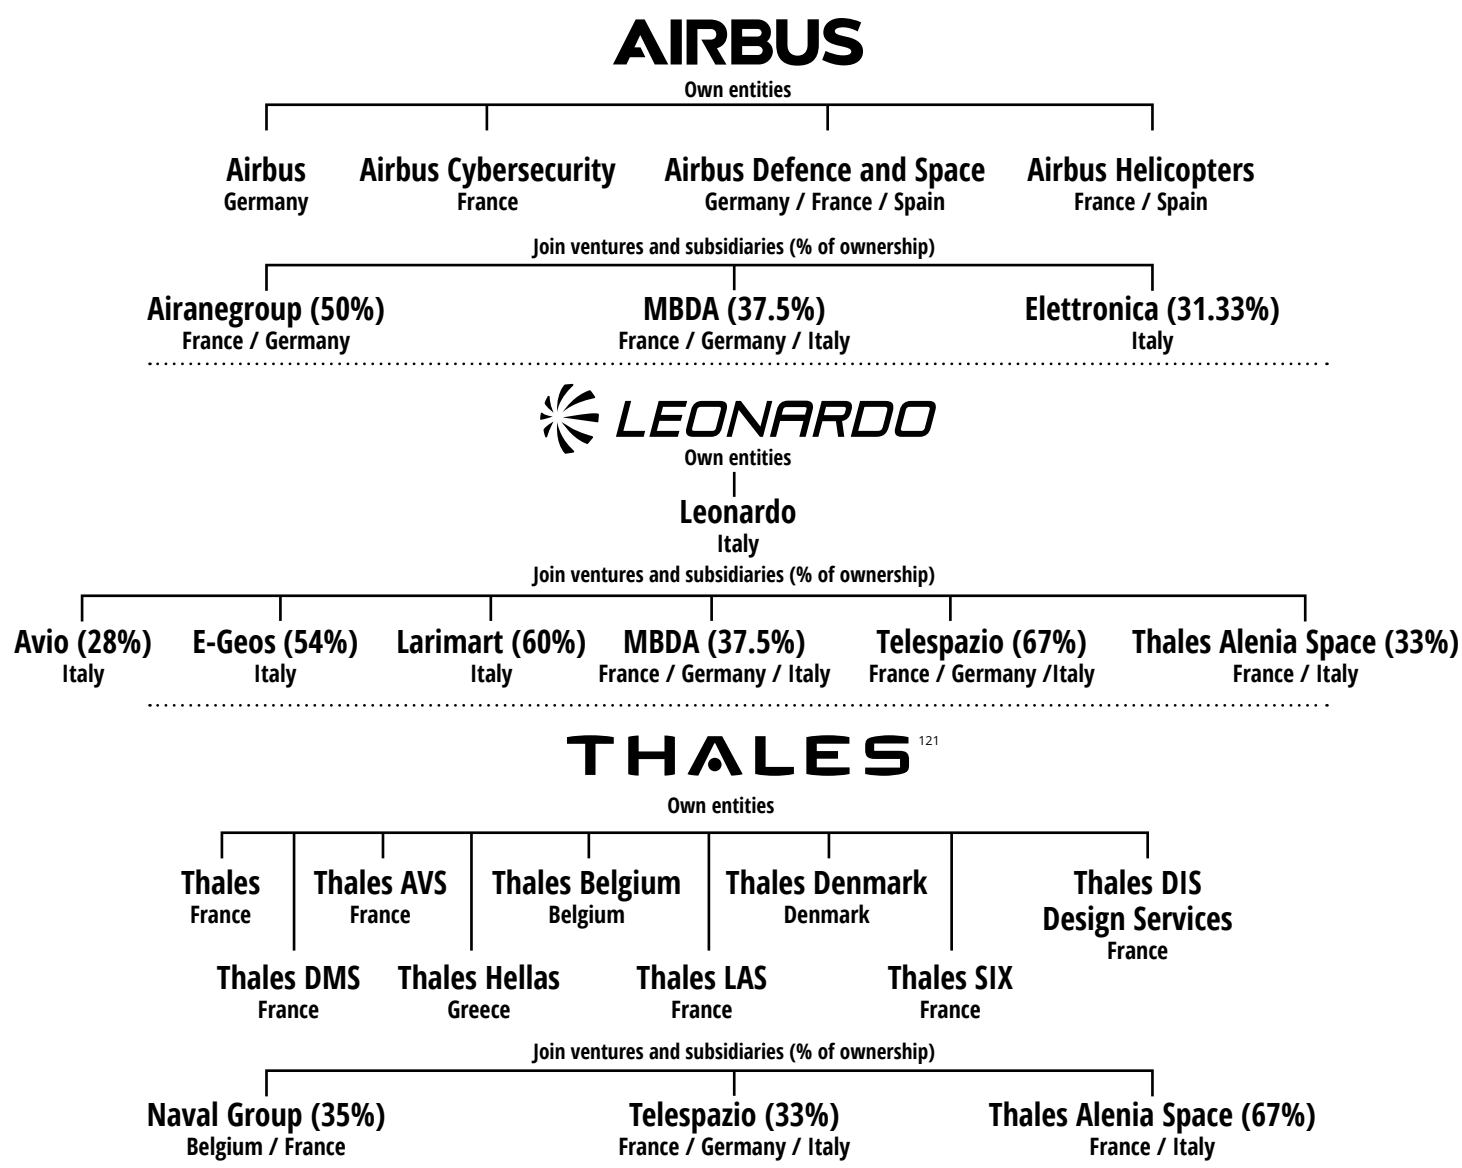 AIRBUS
Own entities
Airbus Airbus Cybersecurity Airbus Defence and Space Airbus Helicopters
Germany France Germany / France / Spain France / Spain
Join ventures and subsidiaries (% of ownership)
Airanegroup (50%) MBDA (37.5%) Elettronica (31.33%)
France / Germany France / Germany / Italy Italy
LEONARDO
Own entities
Leonardo
Italy
Join ventures and subsidiaries (% of ownership)
Avio (28%) E-Geos (54%) Larimart (60%) MBDA (37.5%) Telespazio (67%) Thales Alenia Space (33%)
Italy Italy Italy France / Germany / Italy France / Germany /Italy France / Italy
THALES 121
Own entities
Thales Thales AVS Thales Belgium Thales Denmark Thales DIS
France France Belgium Denmark Design Services
France
Thales DMS Thales Hellas Thales LAS Thales SIX
France Greece France France
Join ventures and subsidiaries (% of ownership)
Naval Group (35%) Telespazio (33%) Thales Alenia Space (67%)
Belgium / France France / Germany / Italy France / Italy